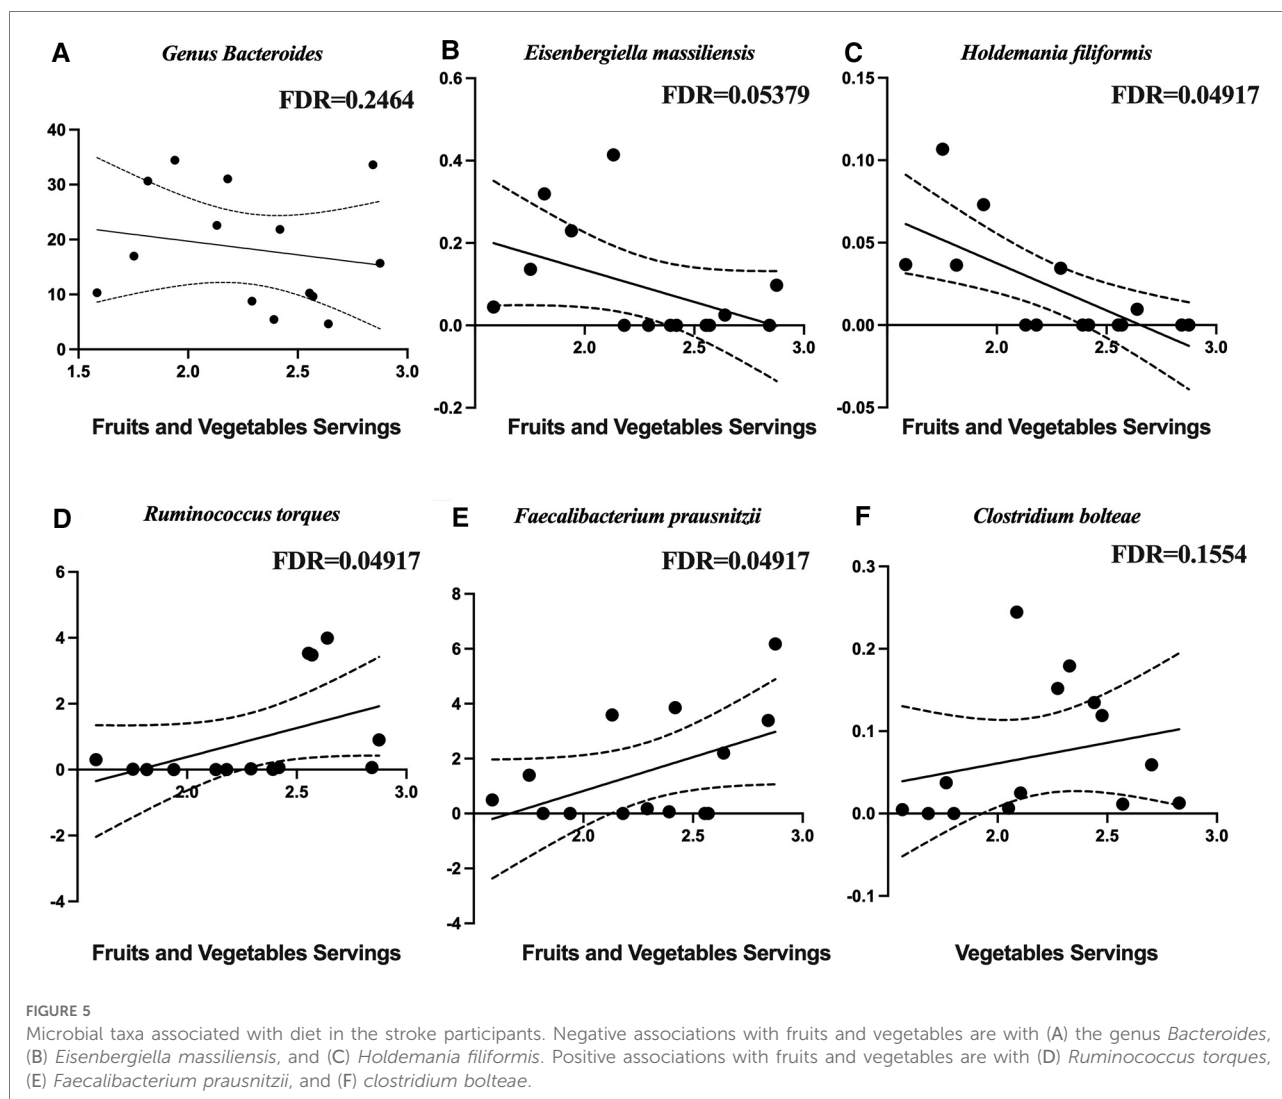 A
Genus Bacteroides
FDR=0.2464
40
30
20
10
0
1.5
2.0
2.5
3.0
Fruits and Vegetables Servings
B
Eisenbergiella massiliensis
FDR=0.05379
0.6
0.4
0.2
0.0
-0.2
2.0
2.5
3.0
Fruits and Vegetables Servings
C
Holdemania filiformis
FDR=0.04917
0.15
0.10
0.05
0.00
-0.05
2.0
2.5
3.0
Fruits and Vegetables Servings
D
Ruminococcus torques
FDR=0.04917
6
4
2
0
-2
-4
2.0
2.5
3.0
Fruits and Vegetables Servings
E
Faecalibacterium prausnitzii
FDR=0.04917
8
6
4
2
0
-2
-4
2.0
2.5
3.0
Fruits and Vegetables Servings
F
Clostridium bolteae
FDR=0.1554
0.3
0.2
0.1
0.0
-0.1
2.0
2.5
3.0
Vegetables Servings
FIGURE 5
Microbial taxa associated with diet in the stroke participants. Negative associations with fruits and vegetables are with (A) the genus Bacteroides,
(B) Eisenbergiella massiliensis, and (C) Holdemania filiformis. Positive associations with fruits and vegetables are with (D) Ruminococcus torques,
(E) Faecalibacterium prausnitzii, and (F) clostridium bolteae.